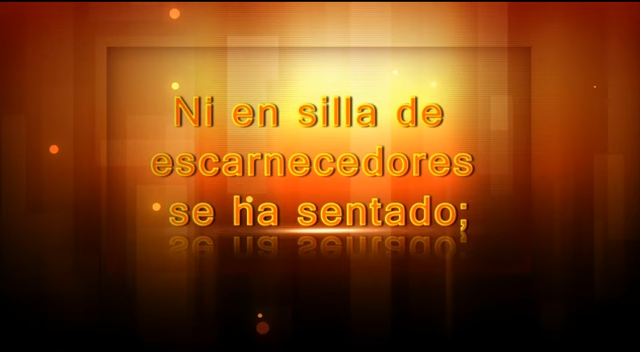 Ni en silla de
escarnecedores
se ha sentado;